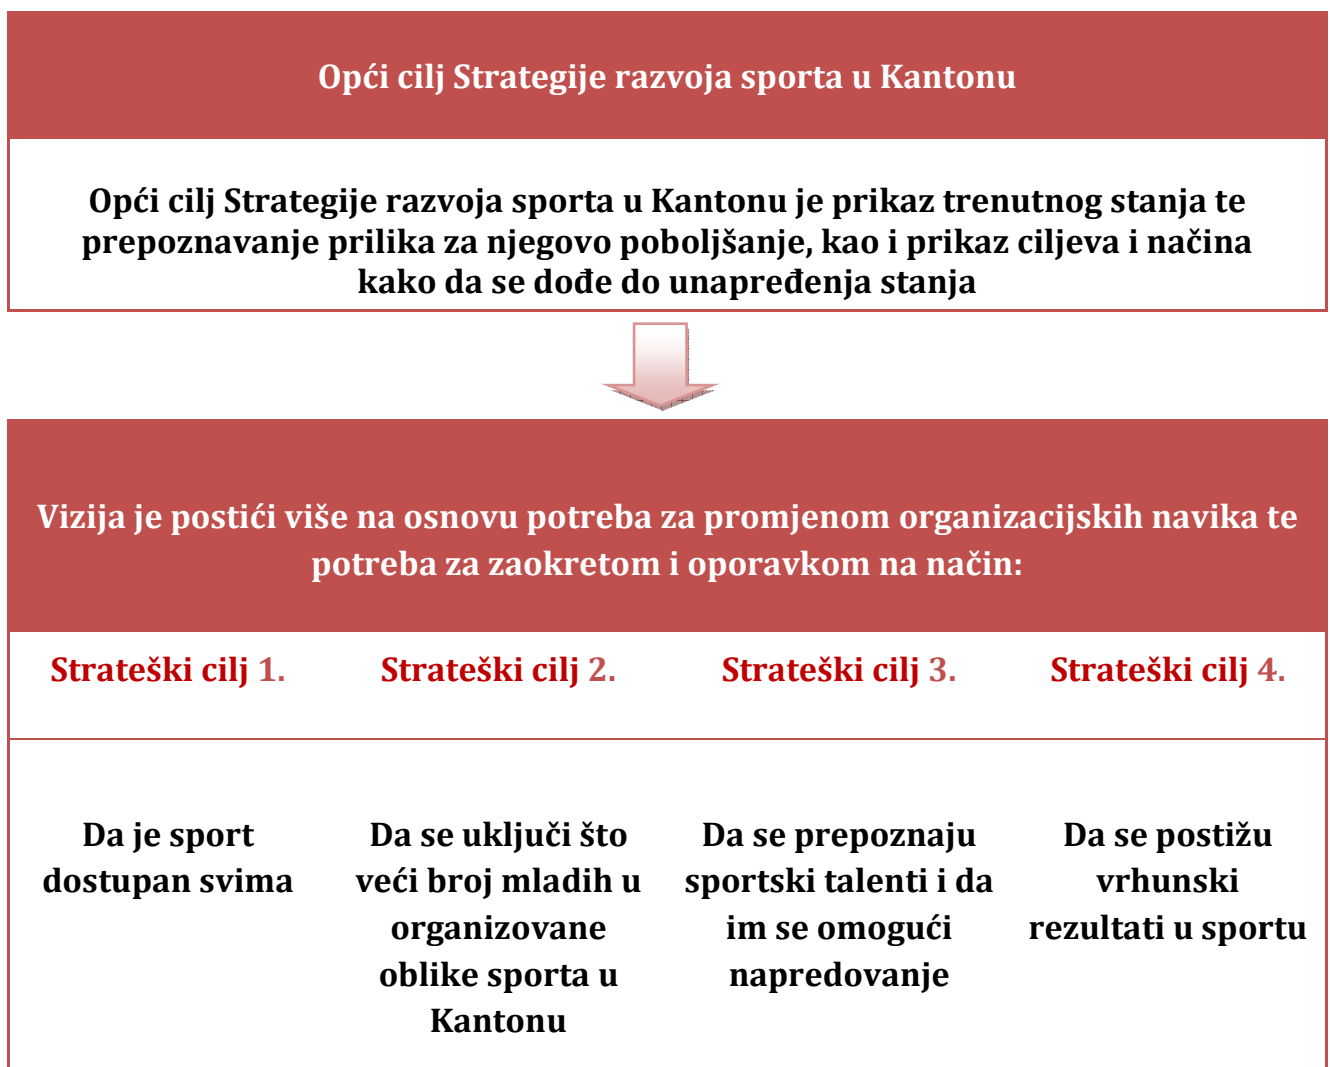 Opći cilj Strategije razvoja sporta u Kantonu
Opći cilj Strategije razvoja sporta u Kantonu je prikaz trenutnog stanja te
prepoznavanje prilika za njegovo poboljšanje, kao i prikaz ciljeva i načina
kako da se dođe do unapređenja stanja
Vizija je postići više na osnovu potreba za promjenom organizacijskih navika te
potreba za zaokretom i oporavkom na način:
Strateški cilj 1.
Strateški cilj 2.
Strateški cilj 3.
Strateški cilj 4.
Da je sport
dostupan svima
Da se uključi što
veći broj mladih u
organizovane
oblike sporta u
Kantonu
Da se prepoznaju
sportski talenti i da
im se omogući
napredovanje
Da se postižu
vrhunski
rezultati u sportu